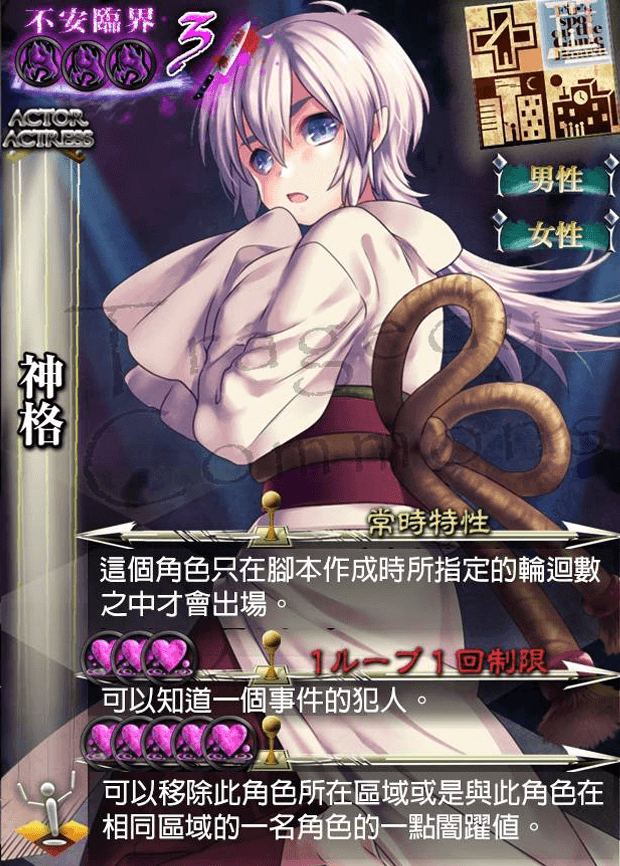 不安臨界
3
ACTOR
ACTRESS
男性
女性
神格
Tragedy
Commons
常時特性
這個角色只在腳本作成時所指定的輪迴數
之中才會出場。
1ループ1回制限
可以知道一個事件的犯人。
可以移除此角色所在區域或是與此角色在
相同區域的一名角色的一點闇躍值。